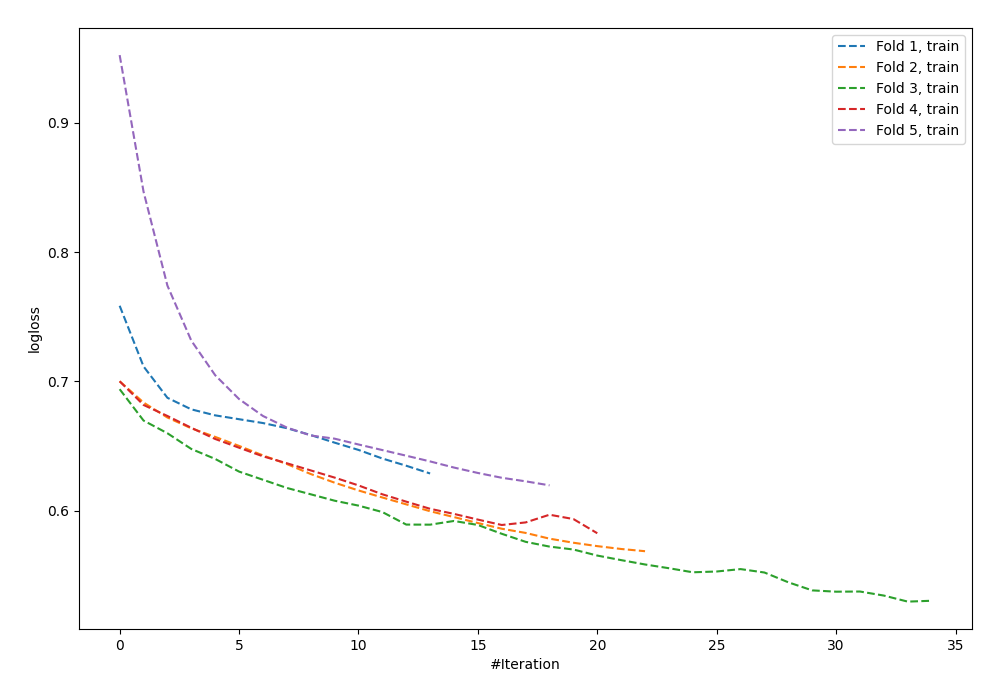 Fold 1, train
Fold 2, train
Fold 3, train
Fold 4, train
Fold 5, train
0.9
0.8
0.7
0.6
logloss
0 5 10 15 20 25 30 35
#Iteration